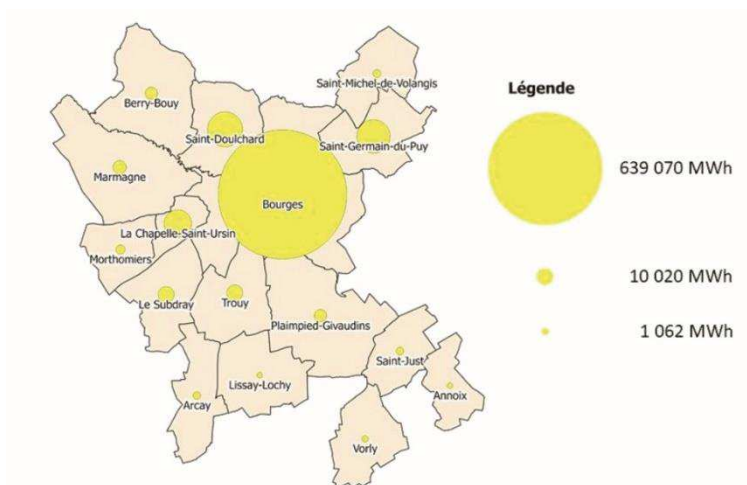 Saint-Michel-de-Volangis
Légende
Berry-Bouy
Saint-Doulchard
Saint-Germain-du-Puy
639 070 MWh
Marmagne
Bourges
La Chapelle-Saint-Ursin
Morthomiers
10 020 MWh
Le Subdray
Trouy
Plaimpied-Givaudins
1 062 MWh
Saint-Just
Lissay-Lochy
Annoix
Arcay
Vorly